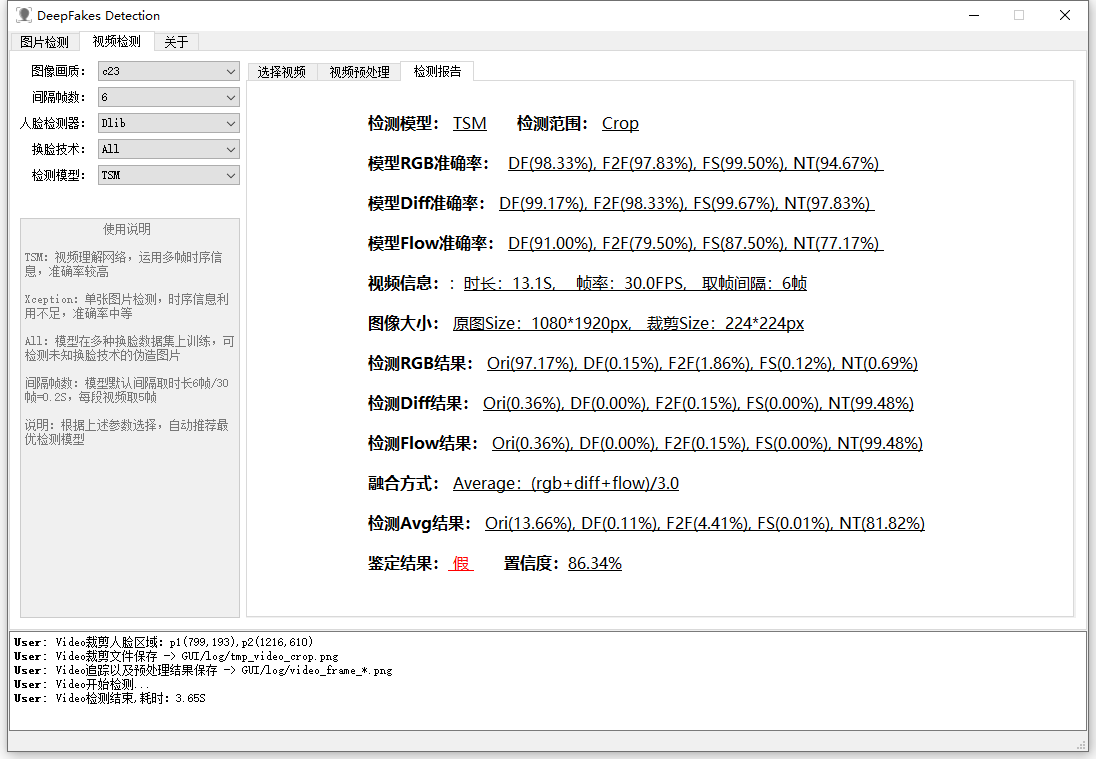 DeepFakes Detection
图片检测 视频检测 关于
图像画质： c23
间隔帧数： 6
人脸检测器： Dlib
换脸技术： All
检测模型： TSM
使用说明
TSM：视频理解网络，运用多帧时序信
息，准确率较高
Xception：单张图片检测，时序信息利
用不足，准确率中等
All：模型在多种换脸数据集上训练，可
检测未知换脸技术的伪造图片
间隔帧数：模型默认间隔取时长6帧/30
帧=0.2S，每段视频取5帧
说明：根据上述参数选择，自动推荐最
优检测模型
选择视频 视频预处理 检测报告
检测模型： TSM 检测范围： Crop
模型RGB准确率： DF(98.33%), F2F(97.83%), FS(99.50%), NT(94.67%)
模型Diff准确率： DF(99.17%), F2F(98.33%), FS(99.67%), NT(97.83%)
模型Flow准确率： DF(91.00%), F2F(79.50%), FS(87.50%), NT(77.17%)
视频信息：: 时长：13.1S, 帧率：30.0FPS, 取帧间隔：6帧
图像大小： 原图Size：1080*1920px, 裁剪Size：224*224px
检测RGB结果： Ori(97.17%), DF(0.15%), F2F(1.86%), FS(0.12%), NT(0.69%)
检测Diff结果： Ori(0.36%), DF(0.00%), F2F(0.15%), FS(0.00%), NT(99.48%)
检测Flow结果： Ori(0.36%), DF(0.00%), F2F(0.15%), FS(0.00%), NT(99.48%)
融合方式： Average：(rgb+diff+flow)/3.0
检测Avg结果： Ori(13.66%), DF(0.11%), F2F(4.41%), FS(0.01%), NT(81.82%)
鉴定结果： 假 置信度： 86.34%
User: Video裁剪人脸区域：p1(799,193),p2(1216,610)
User: Video裁剪文件保存 -> GUI/log/tmp_video_crop.png
User: Video追踪以及预处理结果保存 -> GUI/log/video_frame_*.png
User: Video开始检测...
User: Video检测结束,耗时：3.65S